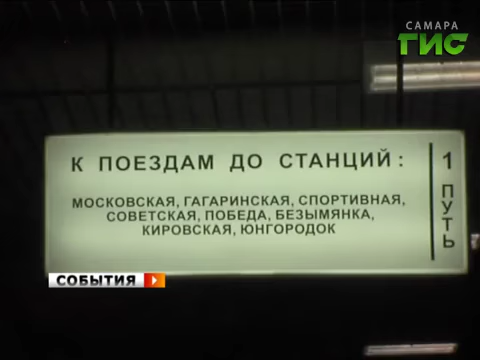 САМАРА
ГИС
К ПОЕЗДАМ ДО СТАНЦИЙ:
МОСКОВСКАЯ, ГАГАРИНСКАЯ, СПОРТИВНАЯ,
СОВЕТСКАЯ, ПОБЕДА, БЕЗЫМЯНКА,
КИРОВСКАЯ, ЮНГОРОДОК
1 ПУТЬ
СОБЫТИЯ